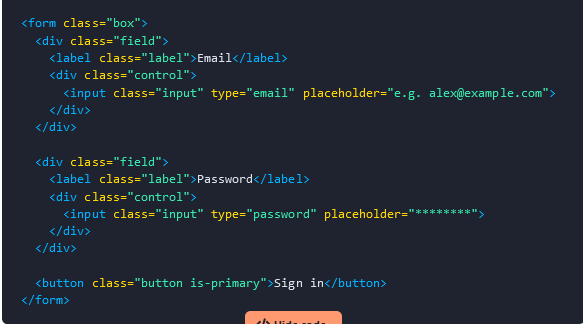 <form class="box">
  <div class="field">
    <label class="label">Email</label>
    <div class="control">
      <input class="input" type="email" placeholder="e.g. alex@example.com">
    </div>
  </div>

  <div class="field">
    <label class="label">Password</label>
    <div class="control">
      <input class="input" type="password" placeholder="********">
    </div>
  </div>

  <button class="button is-primary">Sign in</button>
</form>
</> Hide code